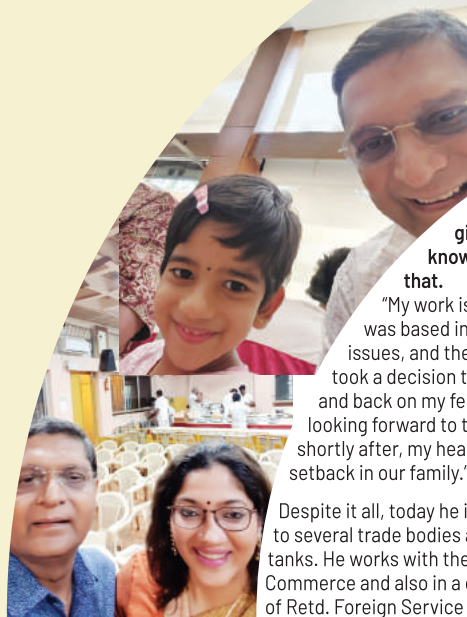 gi
know
that.
“My work is
was based in
issues, and the
took a decision t
and back on my fe
looking forward to t
shortly after, my hea
setback in our family.”
Despite it all, today he i
to several trade bodies a
tanks. He works with the
Commerce and also in a
of Retd. Foreign Service